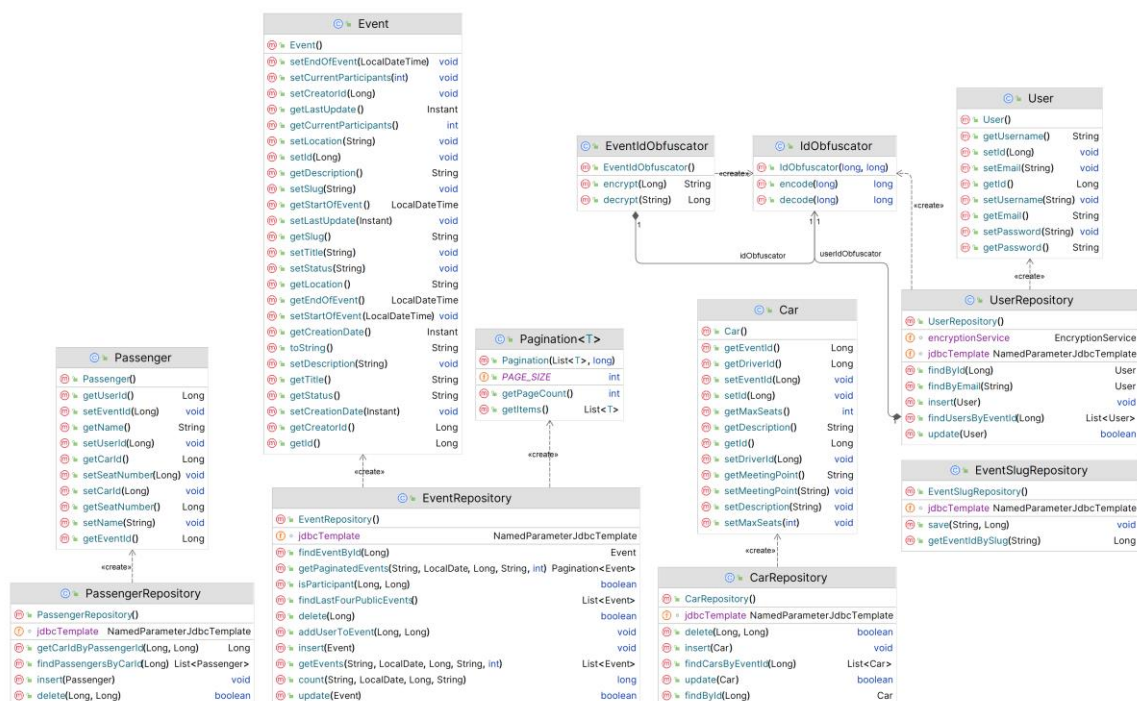 Event
Event()
setEndOfEvent(LocalDateTime) void
setCurrentParticipants(int) void
setCreatorId(Long) void
getLastUpdate() Instant
getCurrentParticipants() int
setLocation(String) void
setId(Long) void
getDescription() String
setSlug(String) void
getStartOfEvent() LocalDateTime
setLastUpdate(Instant) void
getSlug() String
setTitle(String) void
setStatus(String) void
getLocation() String
getEndOfEvent() LocalDateTime
setStartOfEvent(LocalDateTime) void
getCreationDate() Instant
toString() String
setDescription(String) void
getTitle() String
getStatus() String
setCreationDate(Instant) void
getCreatorId() Long
getId() Long
EventIdObfuscator
EventIdObfuscator()
encrypt(Long) String
decrypt(String) Long
«create»
IdObfuscator
IdObfuscator(long, long)
encode(long) long
decode(long) long
«create»
1
1 1
idObfuscator
userIdObfuscator
User
User()
getUsername() String
setId(Long) void
setEmail(String) void
getId() Long
setUsername(String) void
getEmail() String
setPassword(String) void
getPassword() String
«create»
UserRepository
UserRepository()
encryptionService EncryptionService
jdbcTemplate NamedParameterJdbcTemplate
findById(Long) User
findByEmail(String) User
insert(User) void
findUsersByEventId(Long) List<User>
update(User) boolean
Passenger
Passenger()
getUserId() Long
setEventId(Long) void
getName() String
setUserId(Long) void
getCarId() Long
setSeatNumber(Long) void
setCarId(Long) void
getSeatNumber() Long
setName(String) void
getEventId() Long
«create»
Pagination<T>
Pagination(List<T>, long)
PAGE_SIZE int
getPageCount() int
getItems() List<T>
«create»
«create»
Car
Car()
getEventId() Long
getDriverId() Long
setEventId(Long) void
setId(Long) void
getMaxSeats() int
getDescription() String
getId() Long
setDriverId(Long) void
getMeetingPoint() String
setMeetingPoint(String) void
setDescription(String) void
setMaxSeats(int) void
«create»
EventSlugRepository
EventSlugRepository()
jdbcTemplate NamedParameterJdbcTemplate
save(String, Long) void
getEventIdBySlug(String) Long
PassengerRepository
PassengerRepository()
jdbcTemplate NamedParameterJdbcTemplate
getCarIdByPassengerId(Long, Long) Long
findPassengersByCarId(Long) List<Passenger>
insert(Passenger) void
delete(Long, Long) boolean
EventRepository
EventRepository()
jdbcTemplate NamedParameterJdbcTemplate
findEventById(Long) Event
getPaginatedEvents(String, LocalDate, Long, String, int) Pagination<Event>
isParticipant(Long, Long) boolean
findLastFourPublicEvents() List<Event>
delete(Long) boolean
addUserToEvent(Long, Long) void
insert(Event) void
getEvents(String, LocalDate, Long, String, int) List<Event>
count(String, LocalDate, Long, String) long
update(Event) boolean
CarRepository
CarRepository()
jdbcTemplate NamedParameterJdbcTemplate
delete(Long, Long) boolean
insert(Car) void
findCarsByEventId(Long) List<Car>
update(Car) boolean
findById(Long) Car